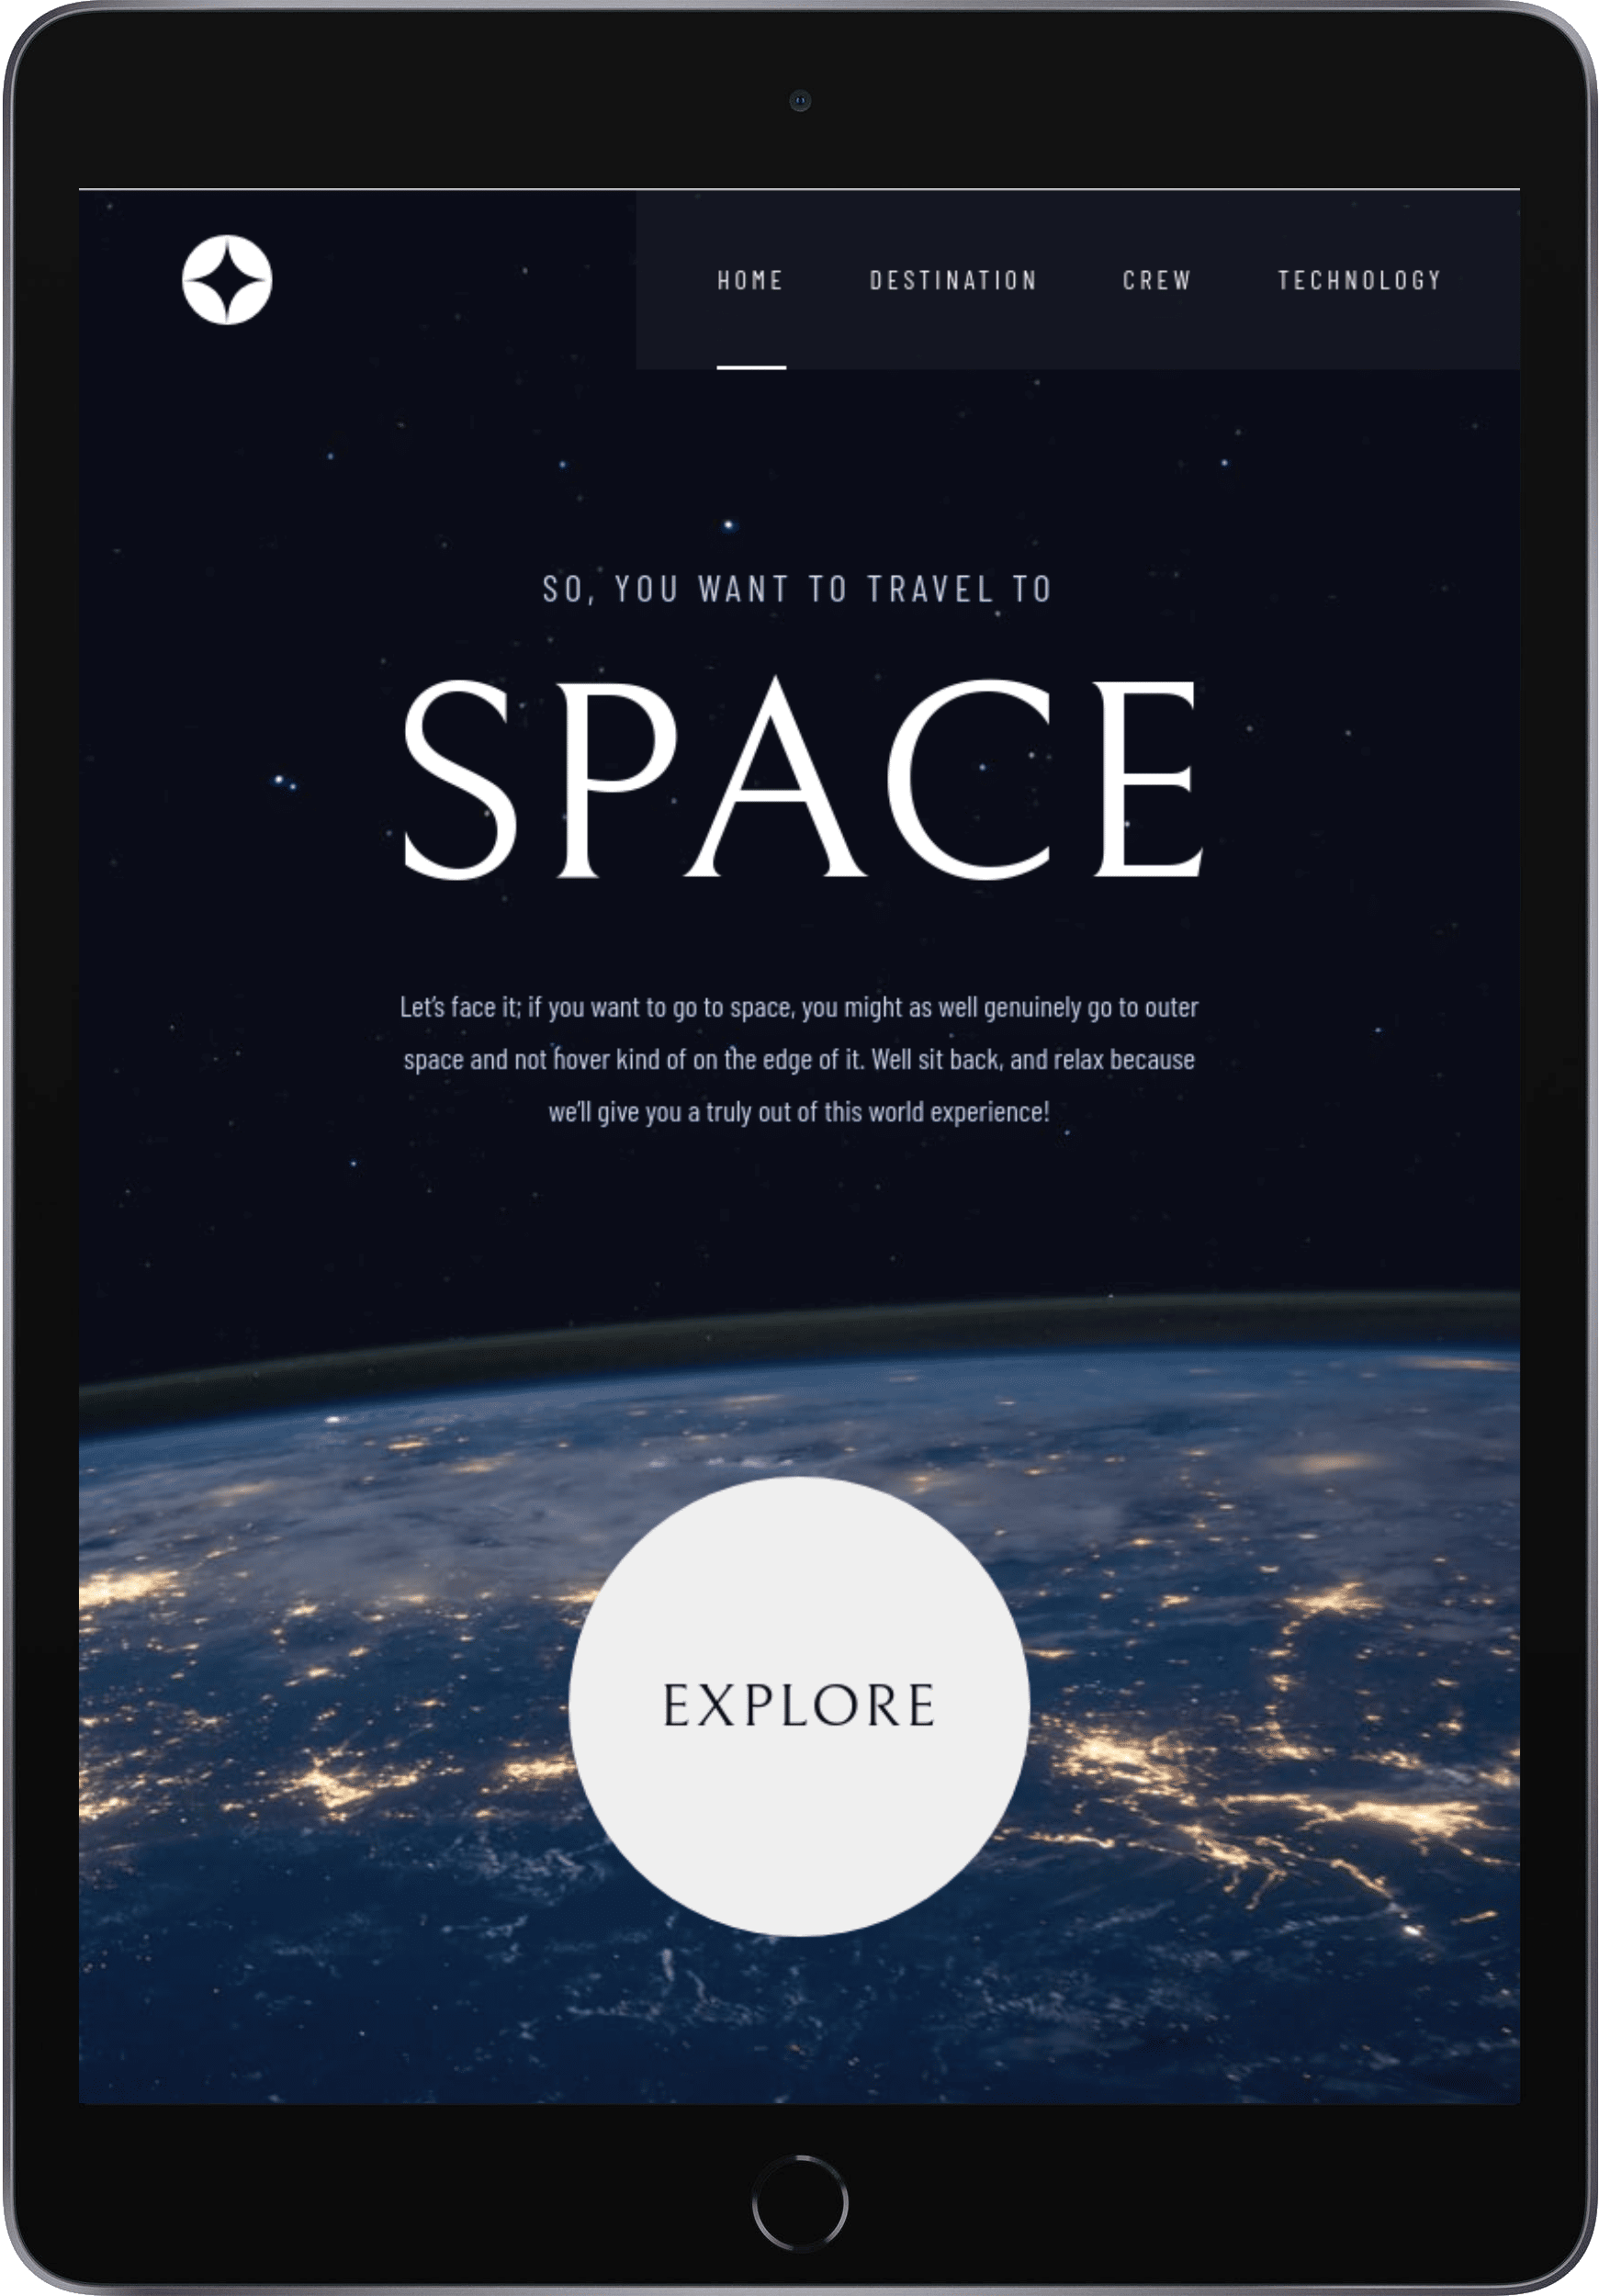 HOME DESTINATION CREW TECHNOLOGY
SO, YOU WANT TO TRAVEL TO
SPACE
Let’s face it; if you want to go to space, you might as well genuinely go to outer
space and not hover kind of on the edge of it. Well sit back, and relax because
we’ll give you a truly out of this world experience!
EXPLORE